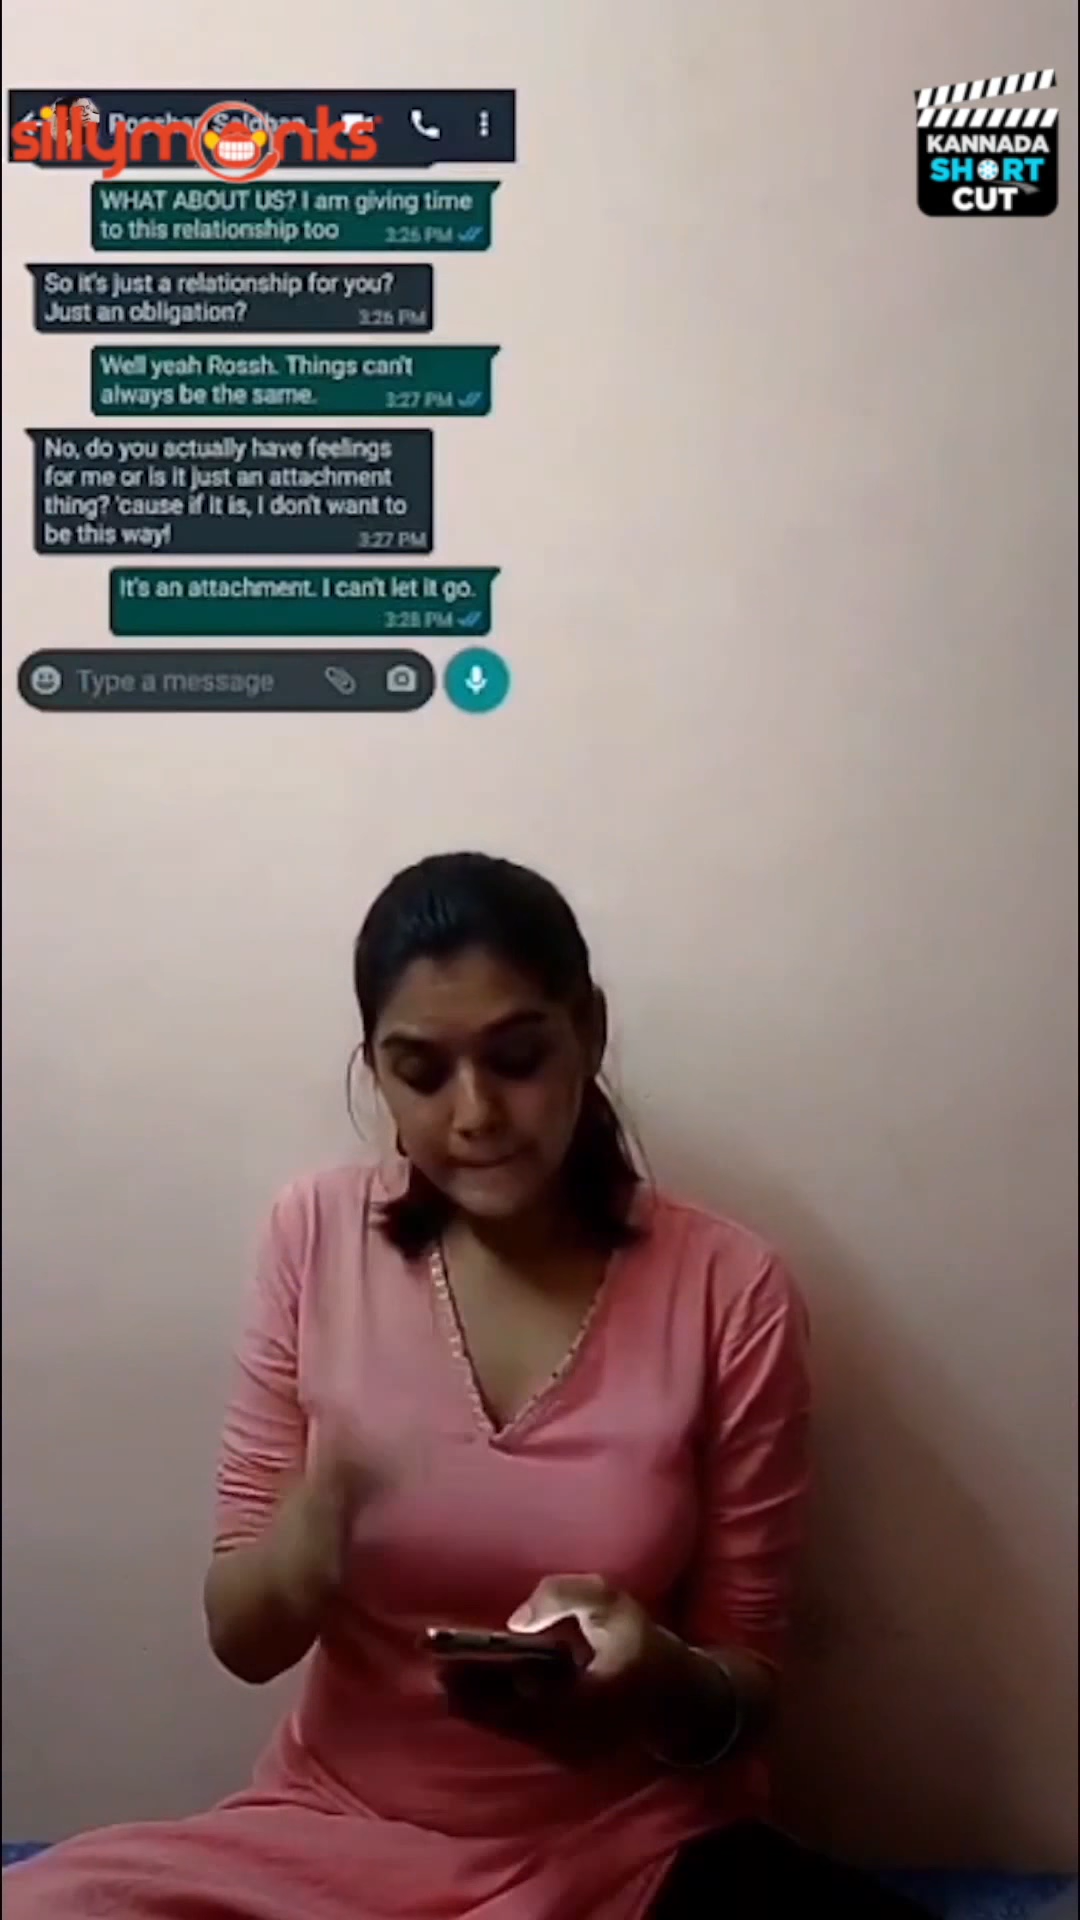 sillymonks
KANNADA
SHORT
CUT
WHAT ABOUT US? I am giving time
to this relationship too
3:26 PM
So it's just a relationship for you?
Just an obligation?
3:26 PM
Well yeah Rossh. Things can't
always be the same.
3:27 PM
No, do you actually have feelings
for me or is it just an attachment
thing? 'cause if it is, I don't want to
be this way!
3:27 PM
It's an attachment. I can't let it go.
3:28 PM
Type a message